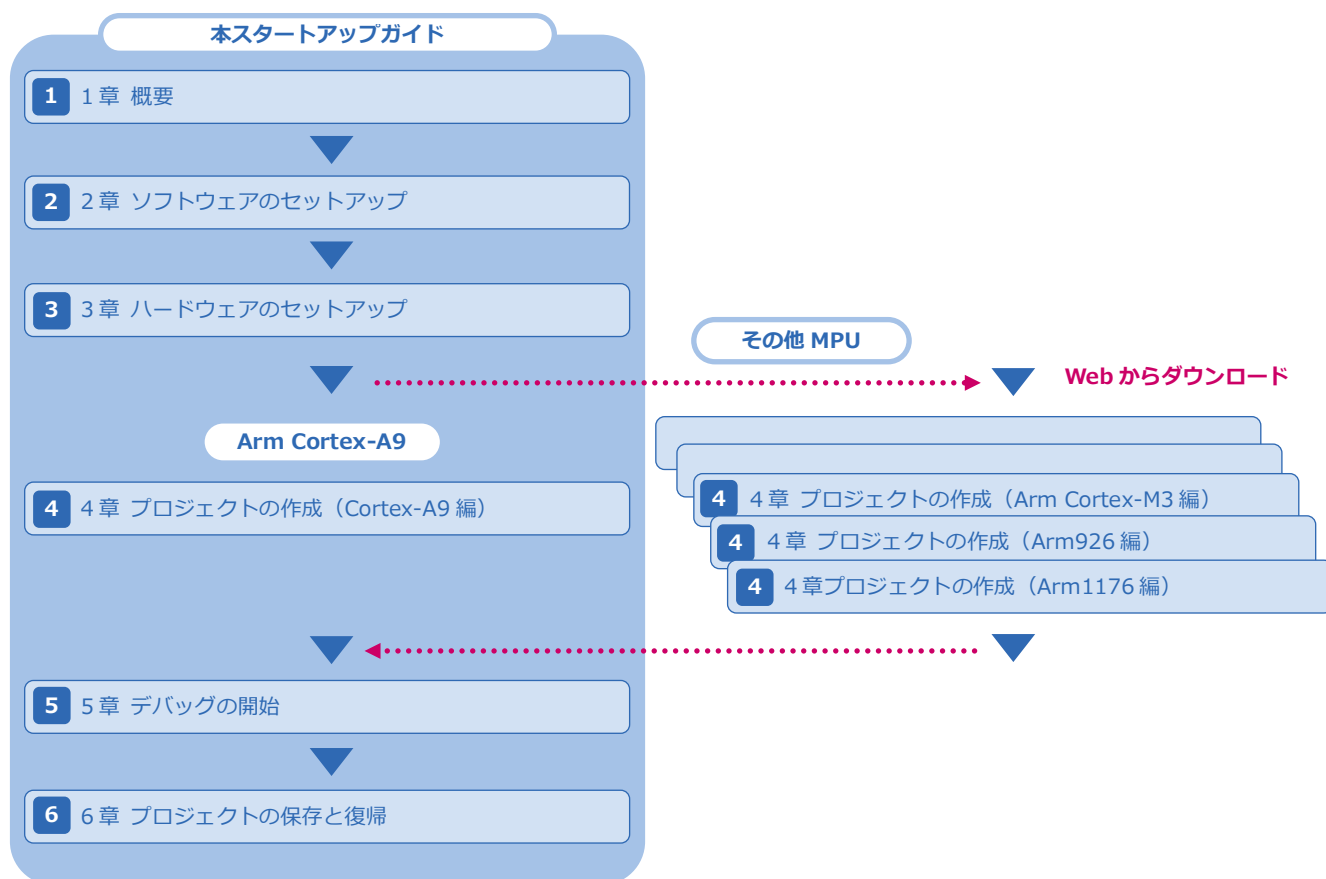 本スタートアップガイド
1 1章 概要
2 2章 ソフトウェアのセットアップ
3 3章 ハードウェアのセットアップ
その他 MPU
Web からダウンロード
Arm Cortex-A9
4 4章 プロジェクトの作成（Cortex-A9 編）
4 4章 プロジェクトの作成（Arm Cortex-M3 編）
4 4章 プロジェクトの作成（Arm926 編）
4 4章プロジェクトの作成（Arm1176 編）
5 5章 デバッグの開始
6 6章 プロジェクトの保存と復帰